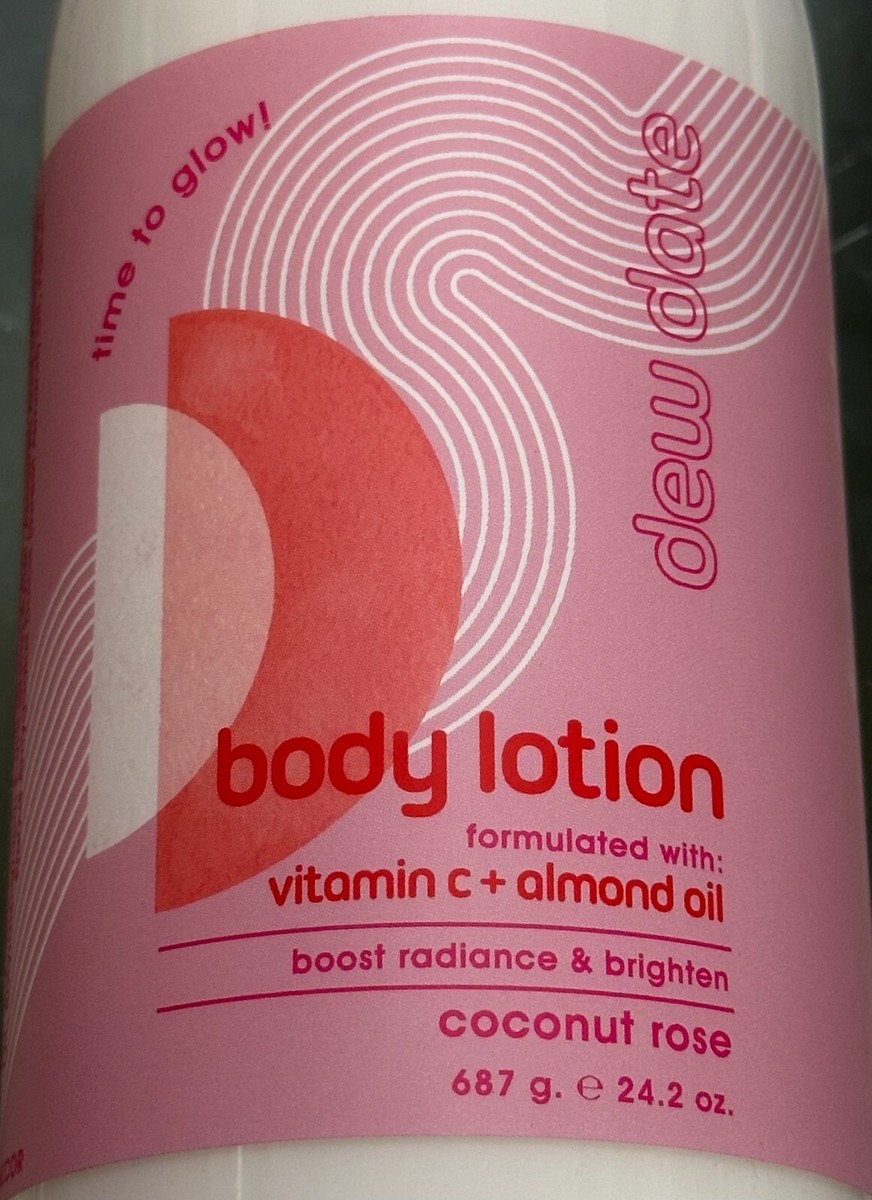 time to glow!
dew date
body lotion
formulated with:
vitamin c + almond oil
boost radiance & brighten
coconut rose
687 g. ℮ 24.2 oz.